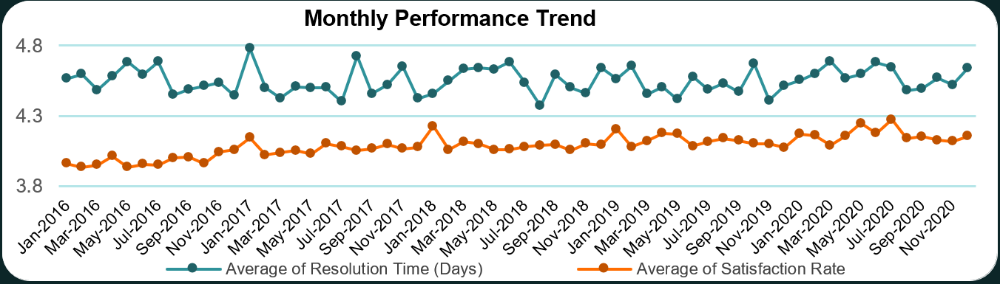 Monthly Performance Trend
4.8
4.3
3.8
Jan-2016
Mar-2016
May-2016
Jul-2016
Sep-2016
Nov-2016
Jan-2017
Mar-2017
May-2017
Jul-2017
Sep-2017
Nov-2017
Jan-2018
Mar-2018
May-2018
Jul-2018
Sep-2018
Nov-2018
Jan-2019
Mar-2019
May-2019
Jul-2019
Sep-2019
Nov-2019
Jan-2020
Mar-2020
May-2020
Jul-2020
Sep-2020
Nov-2020
Average of Resolution Time (Days)
Average of Satisfaction Rate